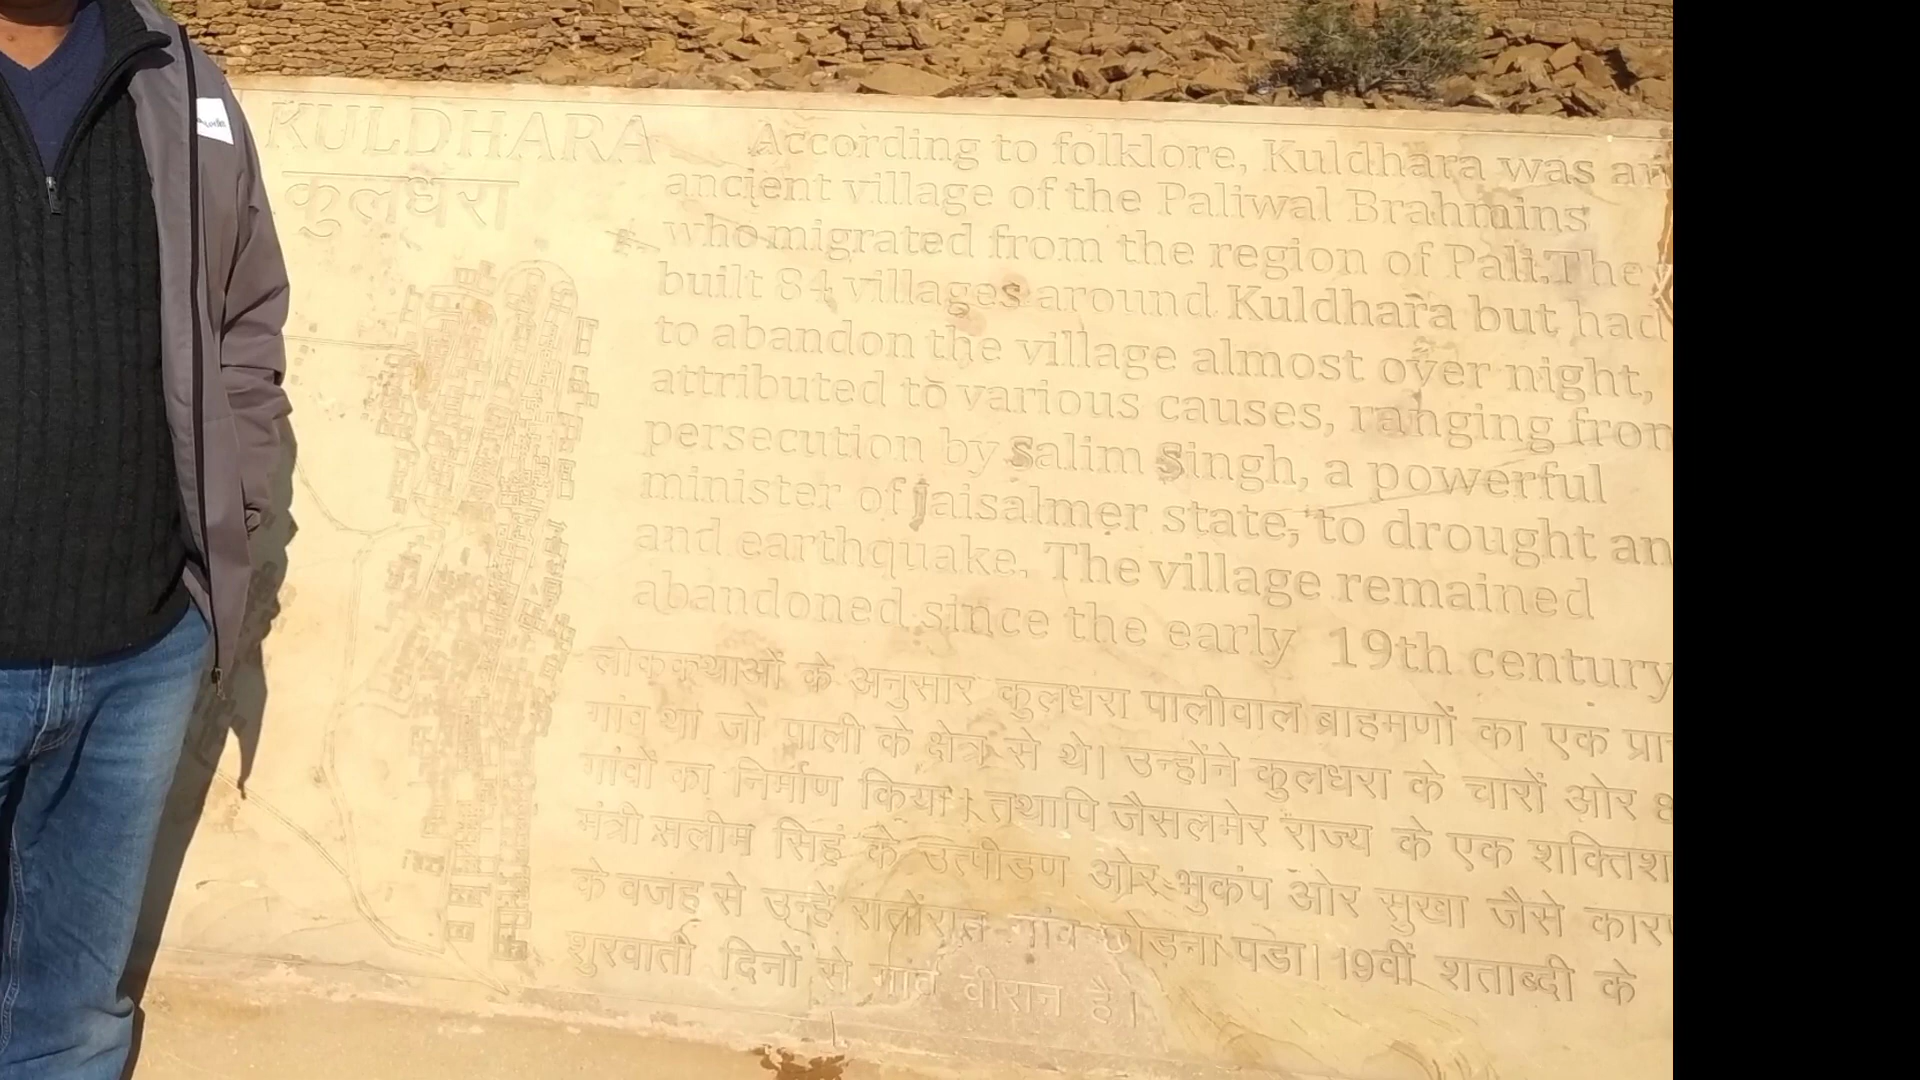 KULDHARA
कुलधरा
According to folklore, Kuldhara was an
ancient village of the Paliwal Brahmins
who migrated from the region of Pali. They
built 84 villages around Kuldhara but had
to abandon the village almost over night,
attributed to various causes, ranging from
persecution by Salim Singh, a powerful
minister of Jaisalmer state, to drought an
and earthquake. The village remained
abandoned since the early 19th century
लोककथाओं के अनुसार कुलधरा पालीवाल ब्राहमणों का एक प्रा
गांव था जो पाली के क्षेत्र से थे। उन्होंने कुलधरा के चारों ओर 8
गांवों का निर्माण किया। तथापि जैसलमेर राज्य के एक शक्तिश
मंत्री सलीम सिहं के उत्पीडण ओर भुकंप ओर सुखा जैसे कार
के वजह से उन्हें रातोंरात गांव छोड़ना पडा। 19वीं शताब्दी के
शुरवाती दिनों से गांव वीरान है।